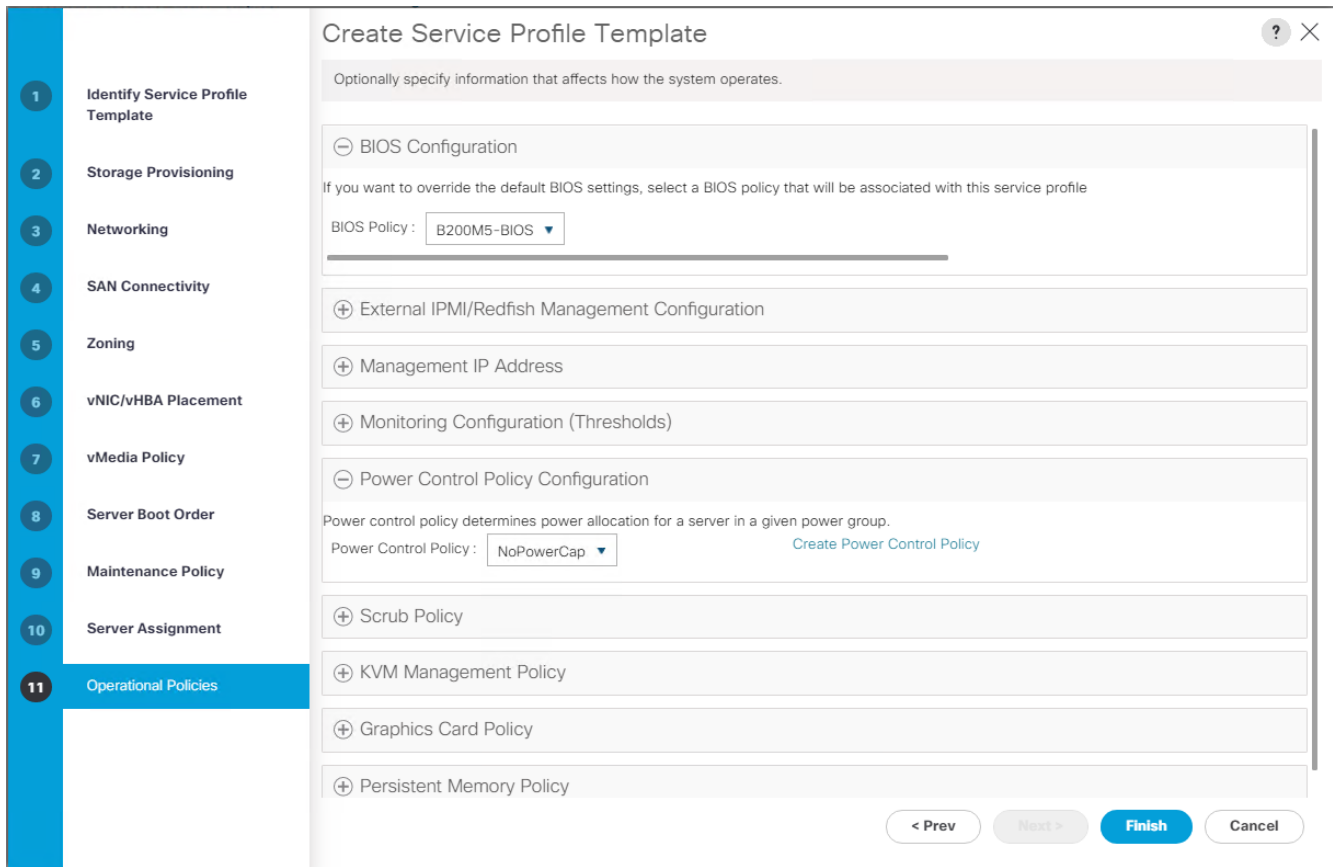 Create Service Profile Template
?
Optionally specify information that affects how the system operates.
1
Identify Service Profile
Template
2
Storage Provisioning
3
Networking
4
SAN Connectivity
5
Zoning
6
vNIC/vHBA Placement
7
vMedia Policy
8
Server Boot Order
9
Maintenance Policy
10
Server Assignment
11
Operational Policies
BIOS Configuration
If you want to override the default BIOS settings, select a BIOS policy that will be associated with this service profile
BIOS Policy : B200M5-BIOS
External IPMI/Redfish Management Configuration
Management IP Address
Monitoring Configuration (Thresholds)
Power Control Policy Configuration
Power control policy determines power allocation for a server in a given power group.
Power Control Policy : NoPowerCap Create Power Control Policy
Scrub Policy
KVM Management Policy
Graphics Card Policy
Persistent Memory Policy
< Prev Next > Finish Cancel